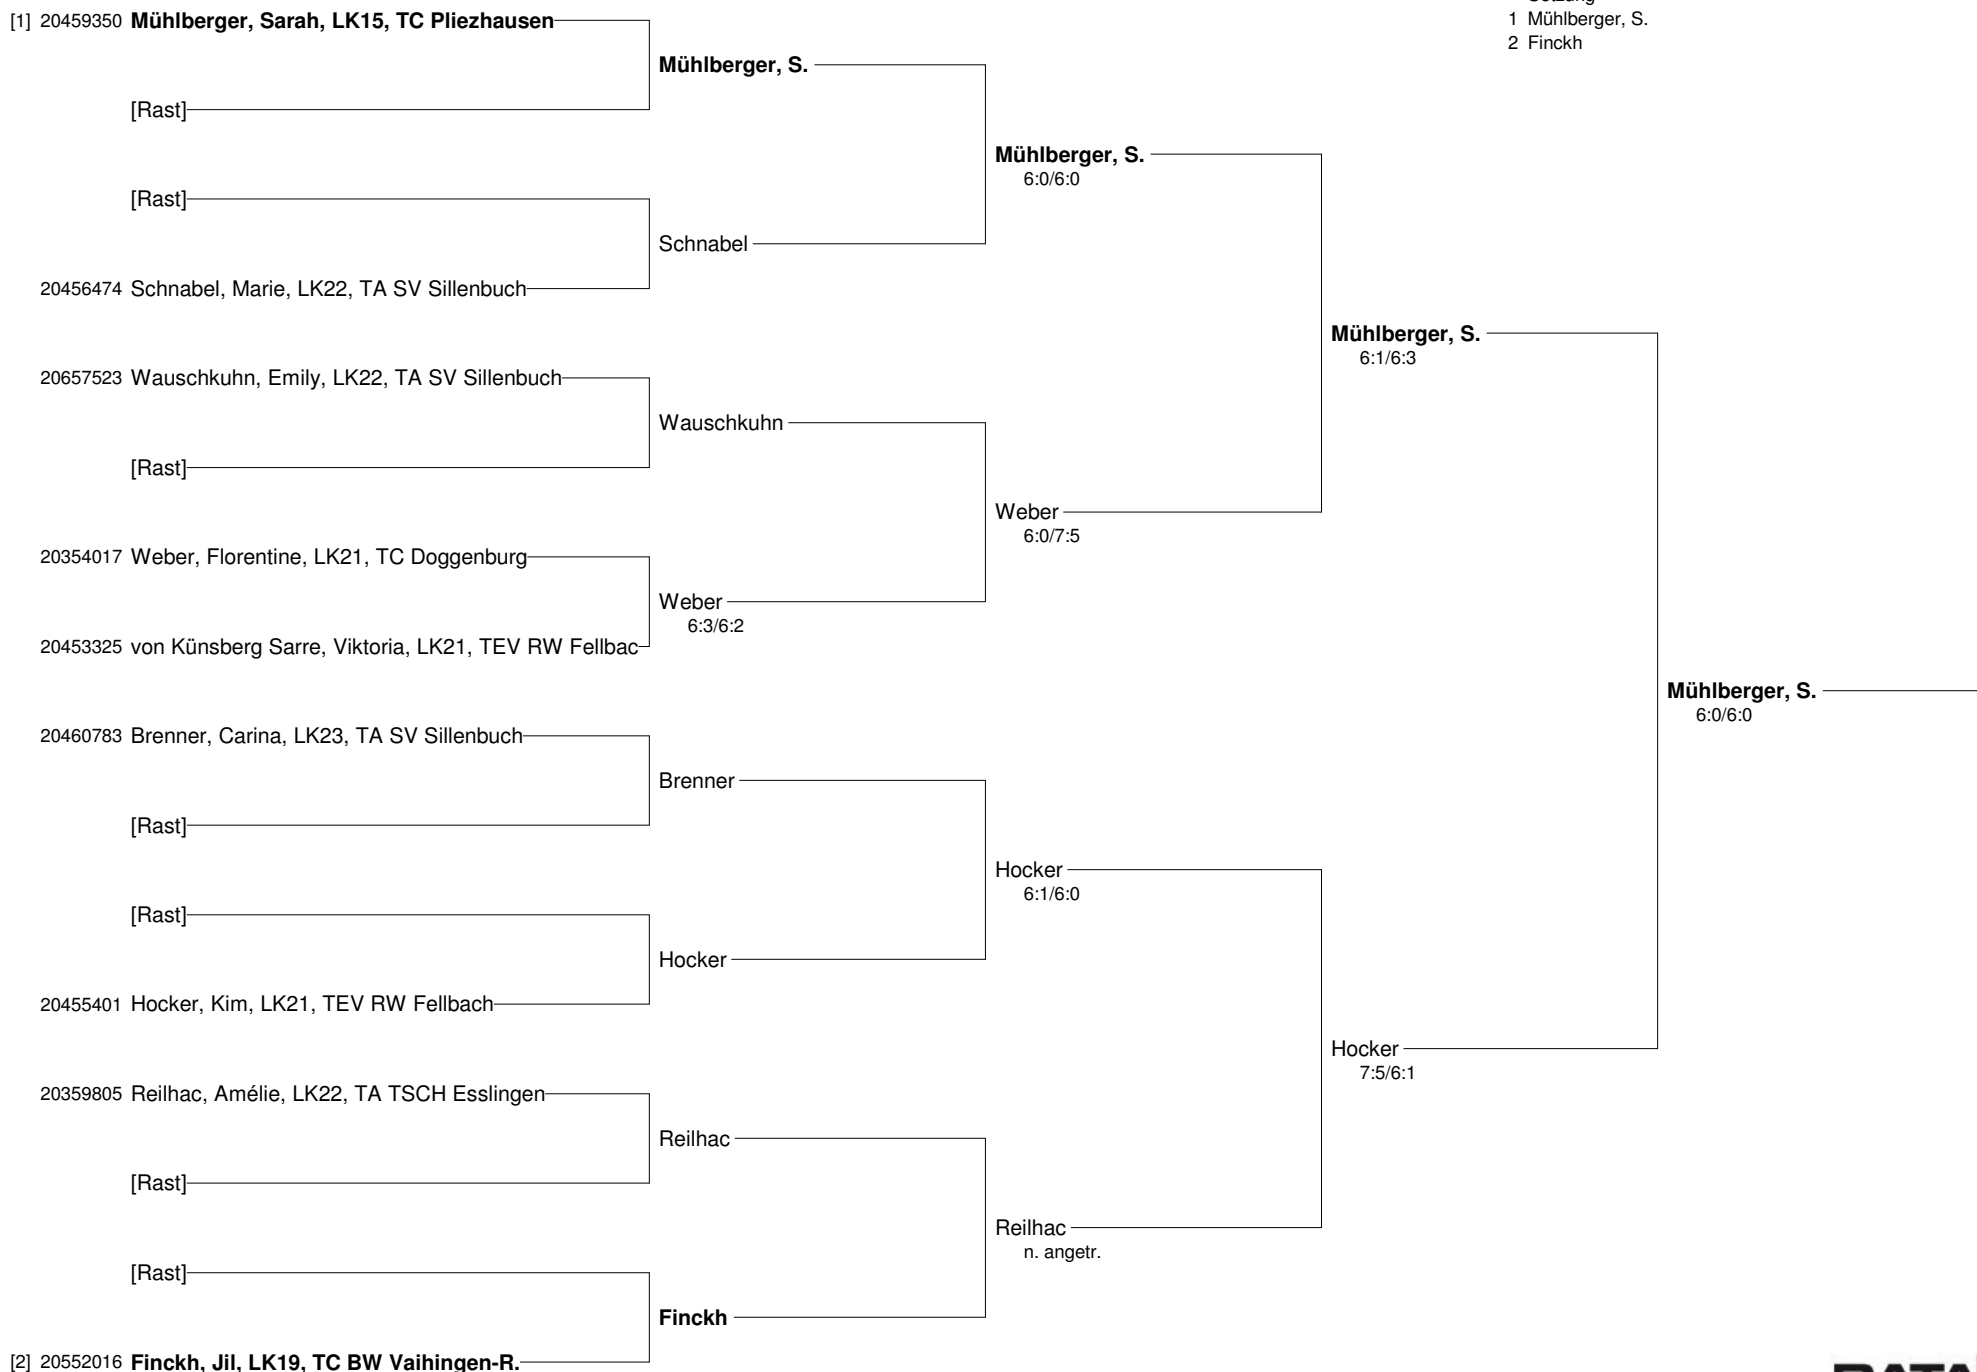 Setzung
1 Mühlberger, S.
2 Finckh
[1] 20459350 Mühlberger, Sarah, LK15, TC Pliezhausen
Mühlberger, S.
[Rast]
Mühlberger, S.
6:0/6:0
[Rast]
Schnabel
20456474 Schnabel, Marie, LK22, TA SV Sillenbuch
Mühlberger, S.
6:1/6:3
20657523 Wauschkuhn, Emily, LK22, TA SV Sillenbuch
Wauschkuhn
[Rast]
Weber
6:0/7:5
20354017 Weber, Florentine, LK21, TC Doggenburg
Weber
6:3/6:2
20453325 von Künsberg Sarre, Viktoria, LK21, TEV RW Fellbac
Mühlberger, S.
6:0/6:0
20460783 Brenner, Carina, LK23, TA SV Sillenbuch
Brenner
[Rast]
Hocker
6:1/6:0
[Rast]
Hocker
20455401 Hocker, Kim, LK21, TEV RW Fellbach
Hocker
7:5/6:1
20359805 Reilhac, Amélie, LK22, TA TSCH Esslingen
Reilhac
[Rast]
Reilhac
n. angetr.
[Rast]
Finckh
[2] 20552016 Finckh, Jil, LK19, TC BW Vaihingen-R.